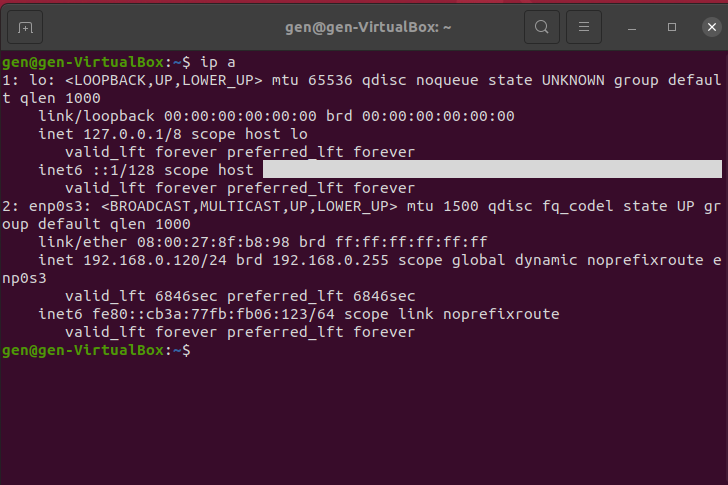 gen@gen-VirtualBox: ~
gen@gen-VirtualBox:~$ ip a
1: lo: <LOOPBACK,UP,LOWER_UP> mtu 65536 qdisc noqueue state UNKNOWN group defaul
t qlen 1000
    link/loopback 00:00:00:00:00:00 brd 00:00:00:00:00:00
    inet 127.0.0.1/8 scope host lo
       valid_lft forever preferred_lft forever
    inet6 ::1/128 scope host
       valid_lft forever preferred_lft forever
2: enp0s3: <BROADCAST,MULTICAST,UP,LOWER_UP> mtu 1500 qdisc fq_codel state UP gr
oup default qlen 1000
    link/ether 08:00:27:8f:b8:98 brd ff:ff:ff:ff:ff:ff
    inet 192.168.0.120/24 brd 192.168.0.255 scope global dynamic noprefixroute e
np0s3
       valid_lft 6846sec preferred_lft 6846sec
    inet6 fe80::cb3a:77fb:fb06:123/64 scope link noprefixroute
       valid_lft forever preferred_lft forever
gen@gen-VirtualBox:~$